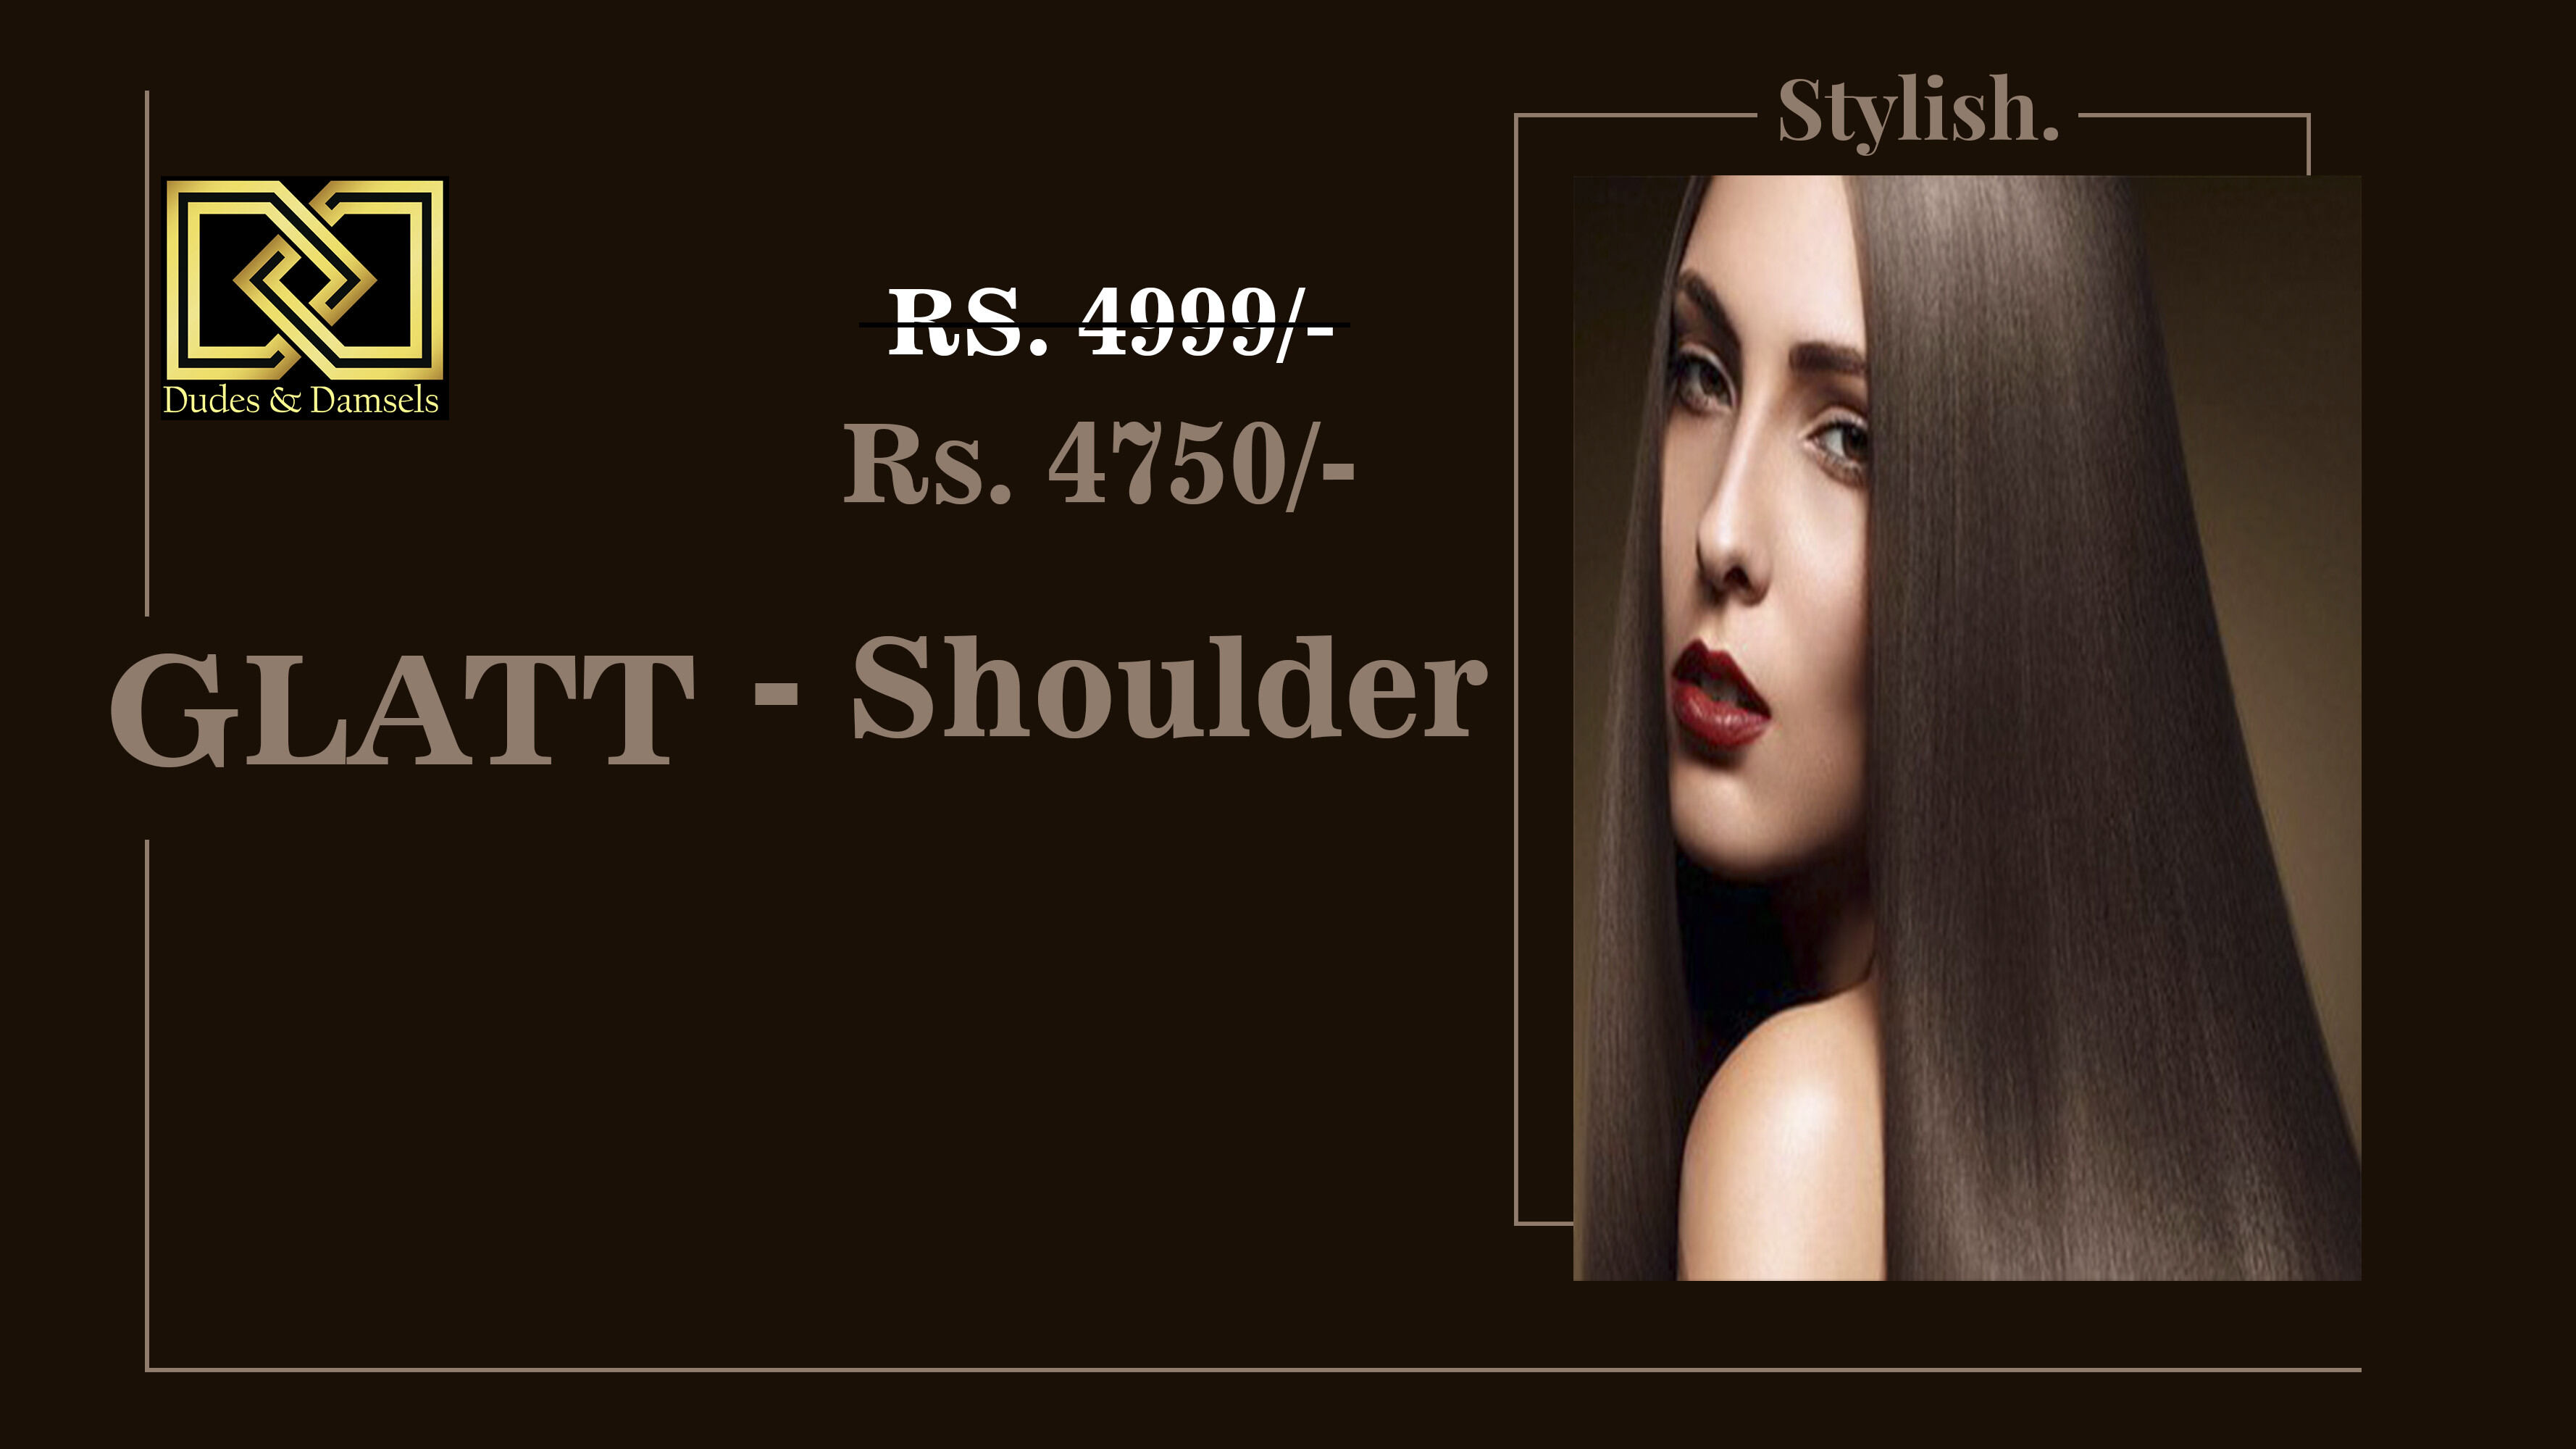 Stylish.
Dudes & Damsels
RS. 4999/-
Rs. 4750/-
GLATT - Shoulder